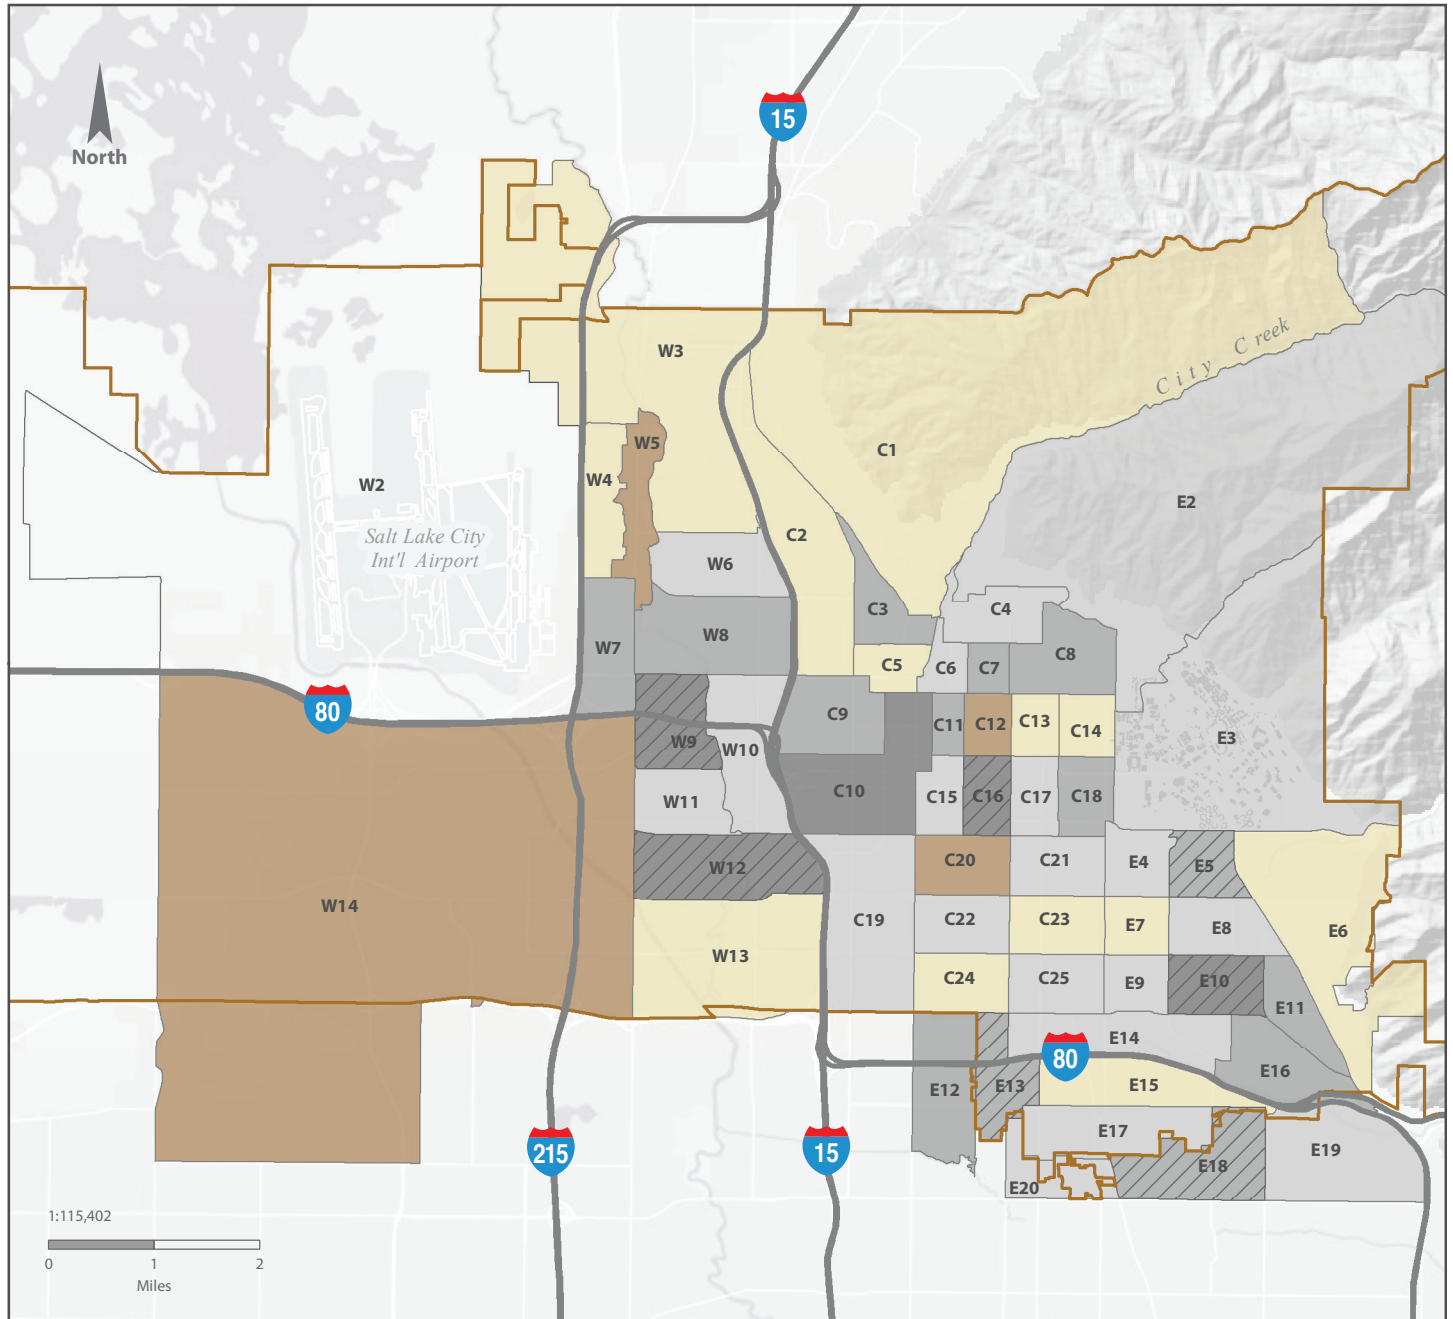 15
North
W3
City Creek
W5
C1
W4
W2
E2
Salt Lake City
Int'l Airport
C2
W6
C3
C4
W8
W7
C8
C5
C6
C7
80
C9
C11
C12
C13
C14
E3
W9
W10
C10
C15
C16
C17
C18
W11
W12
C20
C21
E4
E5
W14
C19
C22
C23
E7
E8
E6
W13
C24
C25
E9
E10
E11
E14
80
E12
E13
E15
E16
215
15
E17
E18
E19
E20
1:115,402
0 1 2
Miles